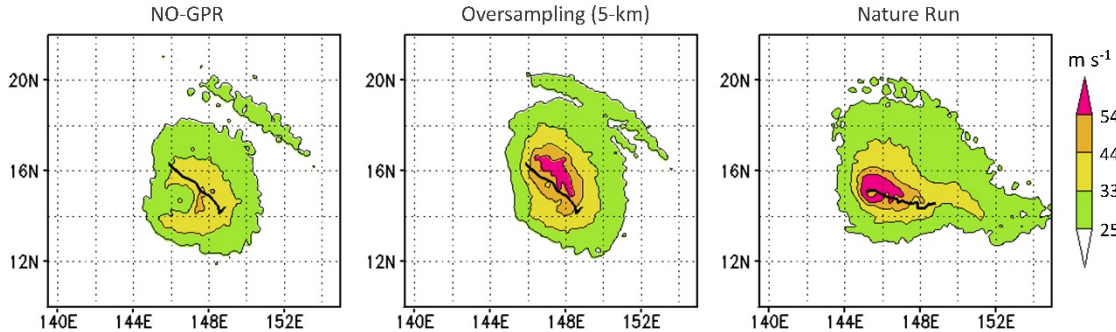 NO-GPR
Oversampling (5-km)
Nature Run
20N
16N
12N
140E 144E 148E 152E
20N
16N
12N
140E 144E 148E 152E
20N
16N
12N
140E 144E 148E 152E
m s⁻¹
54
44
33
25